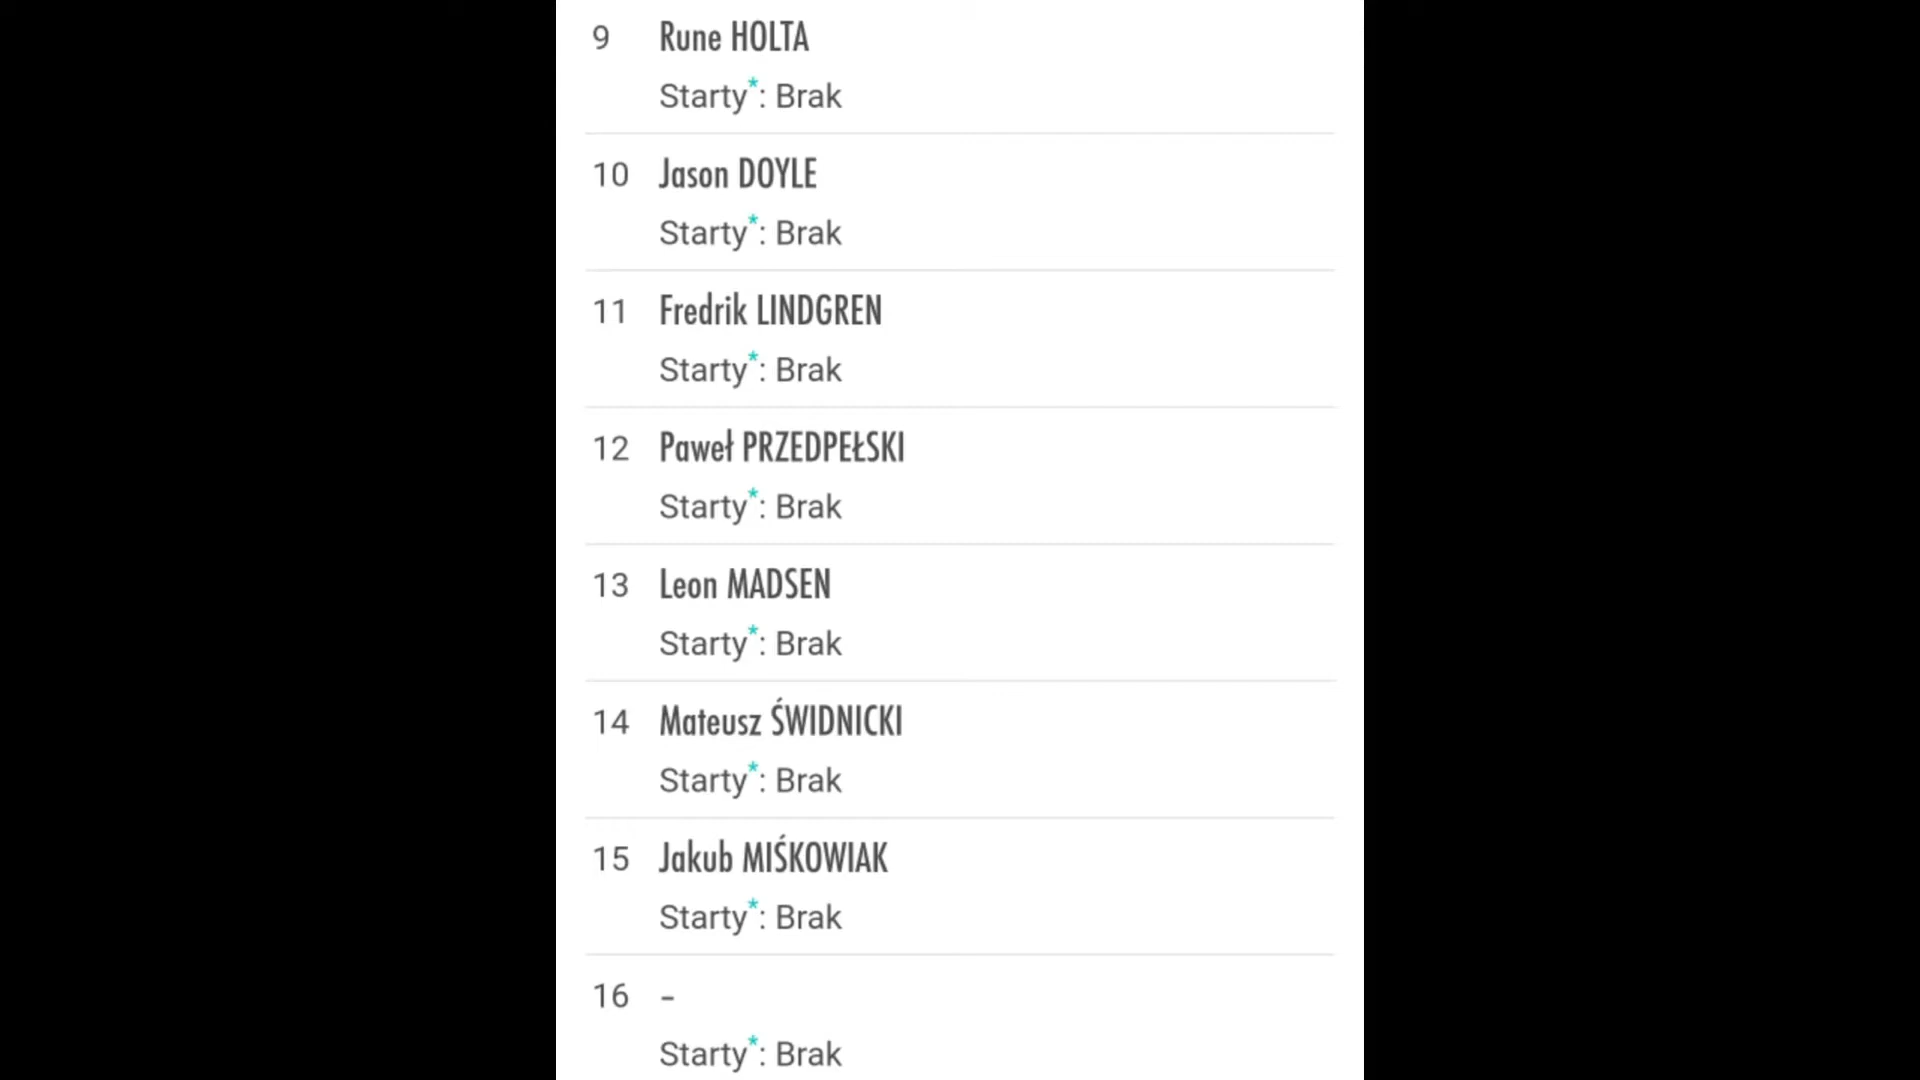 9 Rune HOLTA
Starty*: Brak
10 Jason DOYLE
Starty*: Brak
11 Fredrik LINDGREN
Starty*: Brak
12 Paweł PRZEDPEŁSKI
Starty*: Brak
13 Leon MADSEN
Starty*: Brak
14 Mateusz ŚWIDNICKI
Starty*: Brak
15 Jakub MIŚKOWIAK
Starty*: Brak
16 -
Starty*: Brak